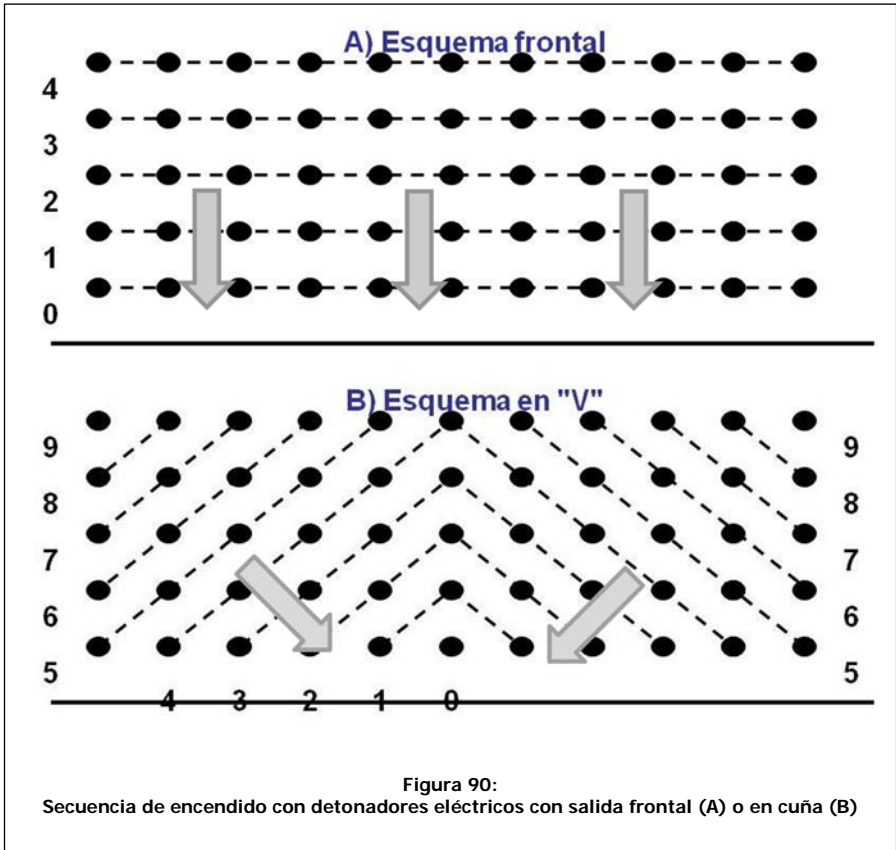 A) Esquema frontal
4
3
2
1
0
B) Esquema en "V"
9 9
8 8
7 7
6 6
5 5
4 3 2 1 0
Figura 90:
Secuencia de encendido con detonadores eléctricos con salida frontal (A) o en cuña (B)